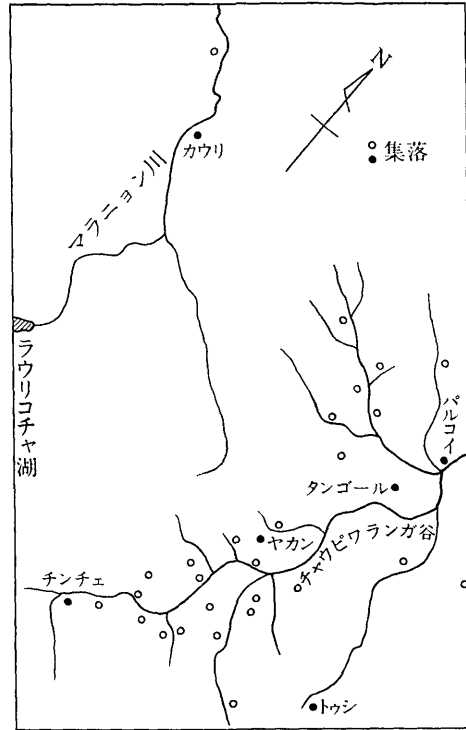 N
集落
カウリ
マラニョン川
ラウリコチャ湖
パルコイ
タンゴール
チャウピワランガ谷
ヤカン
チンチェ
トゥシ